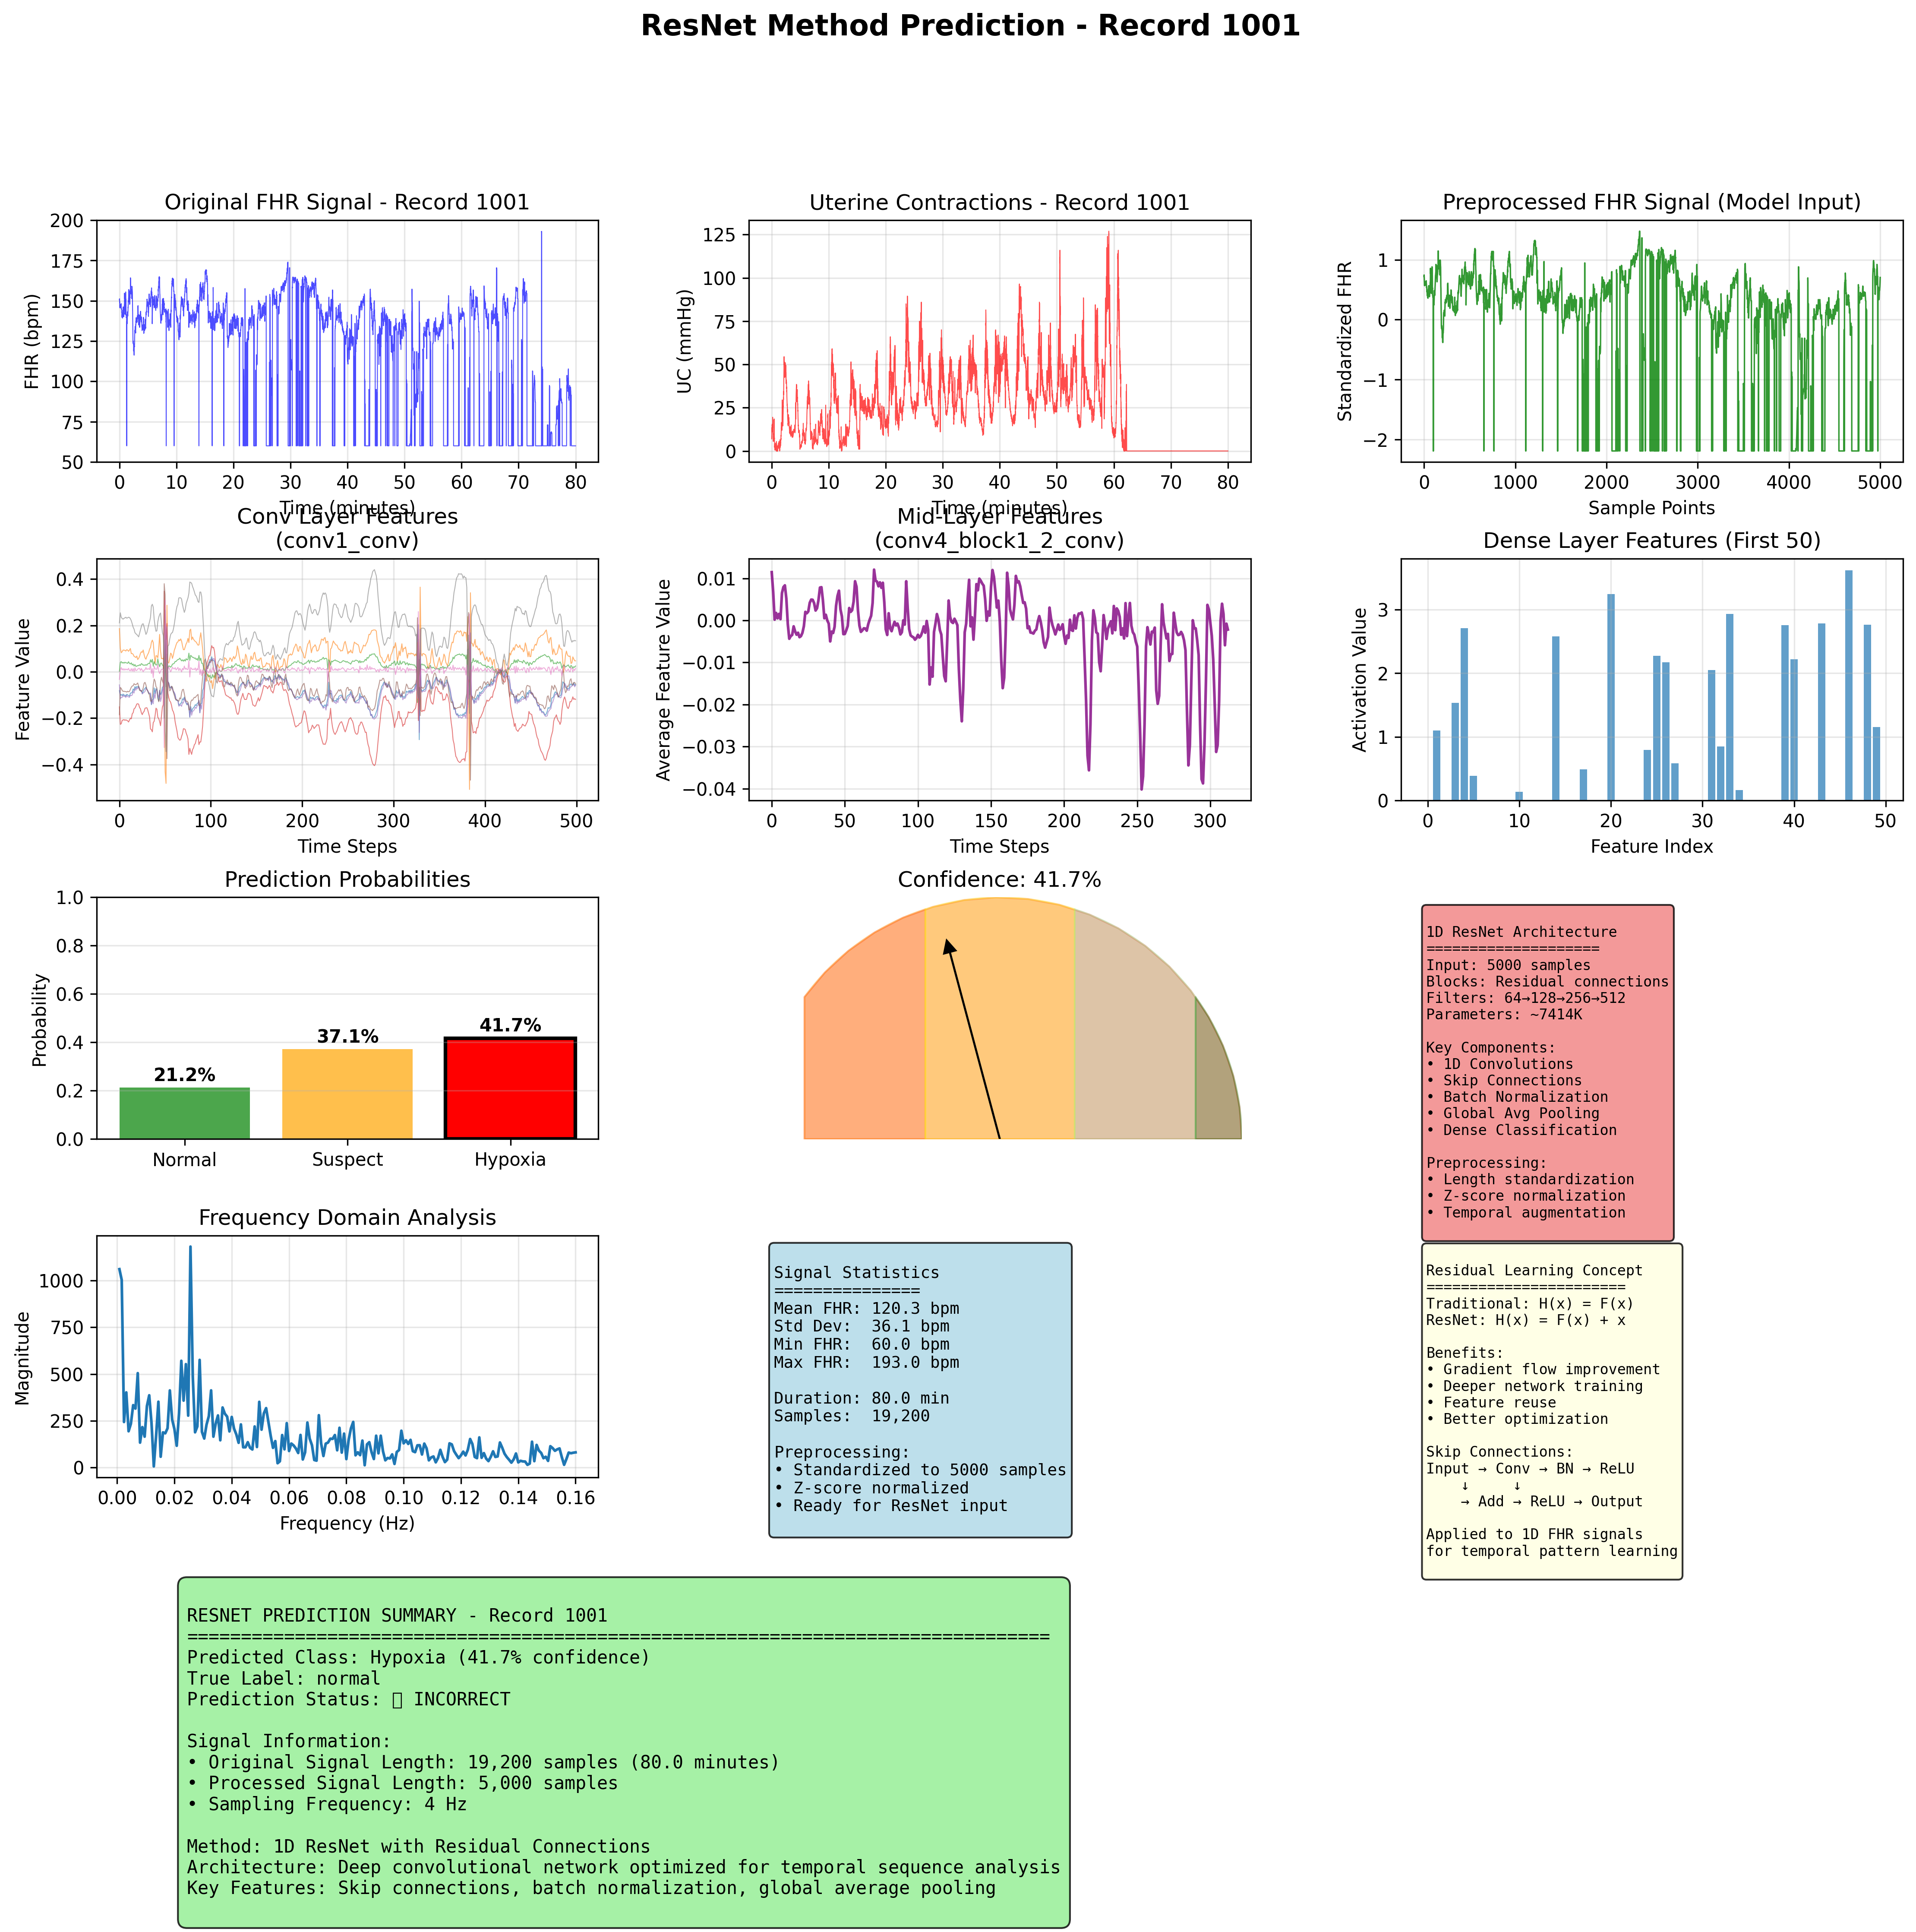 ResNet Method Prediction - Record 1001
Original FHR Signal - Record 1001
FHR (bpm)
200
175
150
125
100
75
50
0 10 20 30 40 50 60 70 80
Time (minutes)
Uterine Contractions - Record 1001
UC (mmHg)
125
100
75
50
25
0
0 10 20 30 40 50 60 70 80
Time (minutes)
Preprocessed FHR Signal (Model Input)
Standardized FHR
1
0
−1
−2
0 1000 2000 3000 4000 5000
Sample Points
Conv Layer Features
(conv1_conv)
Feature Value
0.4
0.2
0.0
−0.2
−0.4
0 100 200 300 400 500
Time Steps
Mid-Layer Features
(conv4_block1_2_conv)
Average Feature Value
0.01
0.00
−0.01
−0.02
−0.03
−0.04
0 50 100 150 200 250 300
Time Steps
Dense Layer Features (First 50)
Activation Value
3
2
1
0
0 10 20 30 40 50
Feature Index
Prediction Probabilities
Probability
1.0
0.8
0.6
0.4
0.2
0.0
21.2%
37.1%
41.7%
Normal Suspect Hypoxia
Confidence: 41.7%
1D ResNet Architecture
====================
Input: 5000 samples
Blocks: Residual connections
Filters: 64→128→256→512
Parameters: ~7414K
Key Components:
• 1D Convolutions
• Skip Connections
• Batch Normalization
• Global Avg Pooling
• Dense Classification
Preprocessing:
• Length standardization
• Z-score normalization
• Temporal augmentation
Frequency Domain Analysis
Magnitude
1000
750
500
250
0
0.00 0.02 0.04 0.06 0.08 0.10 0.12 0.14 0.16
Frequency (Hz)
Signal Statistics
===============
Mean FHR: 120.3 bpm
Std Dev: 36.1 bpm
Min FHR: 60.0 bpm
Max FHR: 193.0 bpm
Duration: 80.0 min
Samples: 19,200
Preprocessing:
• Standardized to 5000 samples
• Z-score normalized
• Ready for ResNet input
Residual Learning Concept
=======================
Traditional: H(x) = F(x)
ResNet: H(x) = F(x) + x
Benefits:
• Gradient flow improvement
• Deeper network training
• Feature reuse
• Better optimization
Skip Connections:
Input → Conv → BN → ReLU
↓ ↓
→ Add → ReLU → Output
Applied to 1D FHR signals
for temporal pattern learning
RESNET PREDICTION SUMMARY - Record 1001
================================================================================
Predicted Class: Hypoxia (41.7% confidence)
True Label: normal
Prediction Status: INCORRECT
Signal Information:
• Original Signal Length: 19,200 samples (80.0 minutes)
• Processed Signal Length: 5,000 samples
• Sampling Frequency: 4 Hz
Method: 1D ResNet with Residual Connections
Architecture: Deep convolutional network optimized for temporal sequence analysis
Key Features: Skip connections, batch normalization, global average pooling